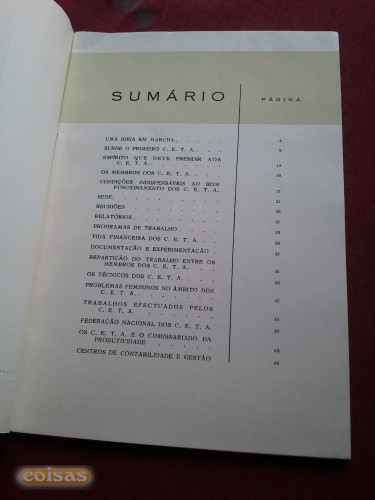 SUMÁRIO
PÁGINA
UMA IDEIA EM MARCHA . . . . .
SURGE O PRIMEIRO C. E. T. A. . . .
ESPÍRITO QUE DEVE PRESIDIR AOS
C. E. T. A. . . . . . . .
OS MEMBROS DOS C. E. T. A. . . .
CONDIÇÕES INDISPENSÁVEIS AO BOM
FUNCIONAMENTO DOS C. E. T. A.
SEDE. . . . . . . . .
REUNIÕES . . . . . . .
RELATÓRIOS. . . . . . .
PROGRAMAS DE TRABALHO . . . .
VIDA FINANCEIRA DOS C. E. T. A. . .
DOCUMENTAÇÃO E EXPERIMENTAÇÃO .
REPARTIÇÃO DO TRABALHO ENTRE OS
MEMBROS DOS C. E. T. A. . . .
OS TÉCNICOS DOS C. E. T. A. . . .
PROBLEMAS FEMININOS NO ÂMBITO DOS
C. E. T. A. . . . . . . .
TRABALHOS EFECTUADOS PELOS
C. E. T. A. . . . . . . .
FEDERAÇÃO NACIONAL DOS C. E. T. A.
OS C. E. T. A. E O COMISSARIADO DA
PRODUTIVIDADE . . . . . .
CENTROS DE CONTABILIDADE E GESTÃO
coisas